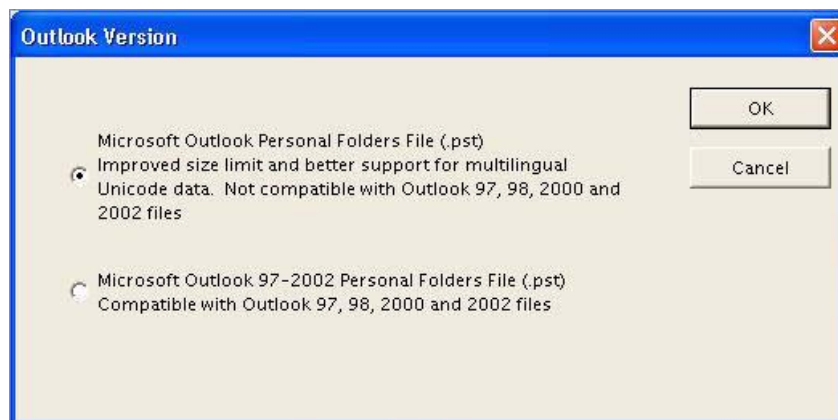 Outlook Version
OK
Microsoft Outlook Personal Folders File (.pst)
Improved size limit and better support for multilingual
Unicode data.  Not compatible with Outlook 97, 98, 2000 and
2002 files
Cancel
Microsoft Outlook 97-2002 Personal Folders File (.pst)
Compatible with Outlook 97, 98, 2000 and 2002 files